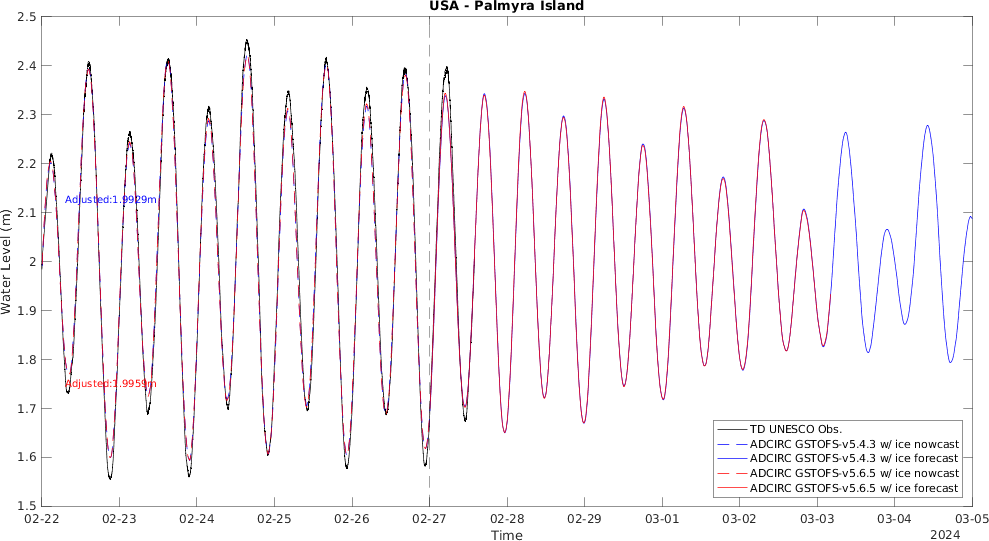 USA - Palmyra Island
2.5
2.4
2.3
2.2
2.1
2
1.9
1.8
1.7
1.6
1.5
Water Level (m)
Adjusted:1.9929m
Adjusted:1.9959m
TD UNESCO Obs.
ADCIRC GSTOFS-v5.4.3 w/ ice nowcast
ADCIRC GSTOFS-v5.4.3 w/ ice forecast
ADCIRC GSTOFS-v5.6.5 w/ ice nowcast
ADCIRC GSTOFS-v5.6.5 w/ ice forecast
02-22 02-23 02-24 02-25 02-26 02-27 02-28 02-29 03-01 03-02 03-03 03-04 03-05
Time
2024